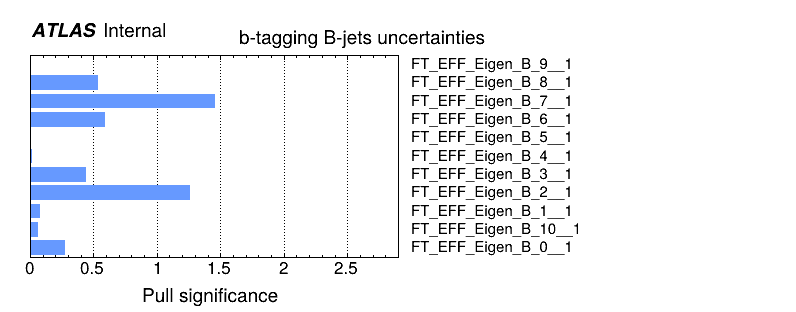 ATLAS Internal
b-tagging B-jets uncertainties
FT_EFF_Eigen_B_9__1
FT_EFF_Eigen_B_8__1
FT_EFF_Eigen_B_7__1
FT_EFF_Eigen_B_6__1
FT_EFF_Eigen_B_5__1
FT_EFF_Eigen_B_4__1
FT_EFF_Eigen_B_3__1
FT_EFF_Eigen_B_2__1
FT_EFF_Eigen_B_1__1
FT_EFF_Eigen_B_10__1
FT_EFF_Eigen_B_0__1
0 0.5 1 1.5 2 2.5
Pull significance